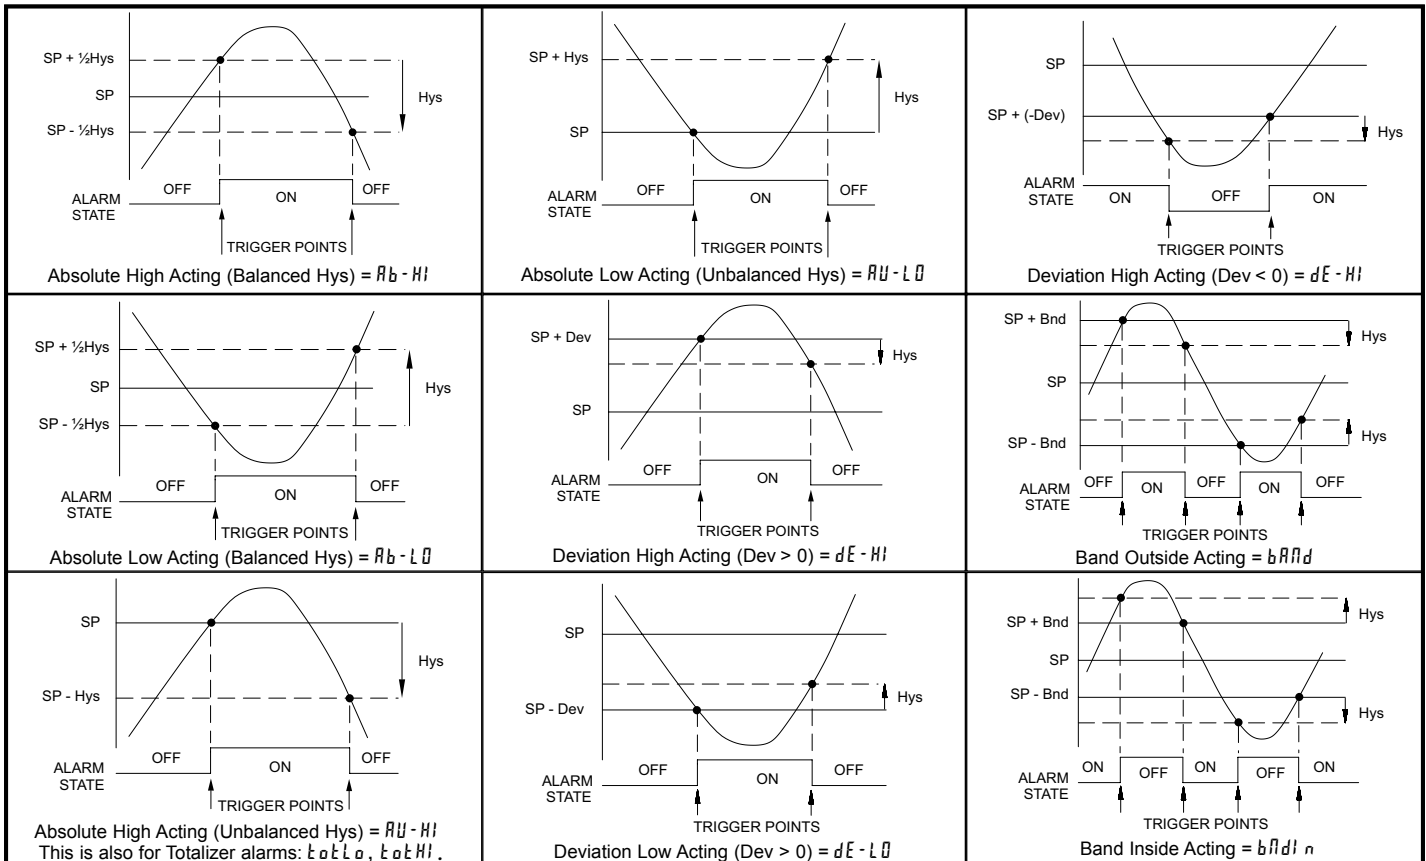 SP + ½Hys
SP
SP - ½Hys
Hys
OFF
ON
OFF
ALARM
STATE
TRIGGER POINTS
Absolute High Acting (Balanced Hys) = Ab-HI
SP + Hys
SP
Hys
OFF
ON
OFF
ALARM
STATE
TRIGGER POINTS
Absolute Low Acting (Unbalanced Hys) = AU-LO
SP
SP + (-Dev)
Hys
ALARM
STATE
ON
OFF
ON
TRIGGER POINTS
Deviation High Acting (Dev < 0) = dE-HI
SP + ½Hys
SP
SP - ½Hys
Hys
OFF
ON
OFF
ALARM
STATE
TRIGGER POINTS
Absolute Low Acting (Balanced Hys) = Ab-LO
SP + Dev
SP
Hys
OFF
ON
OFF
ALARM
STATE
TRIGGER POINTS
Deviation High Acting (Dev > 0) = dE-HI
SP + Bnd
Hys
SP
SP - Bnd
Hys
OFF
ON
OFF
ON
OFF
ALARM
STATE
TRIGGER POINTS
Band Outside Acting = bANd
SP
SP - Hys
Hys
OFF
ON
OFF
ALARM
STATE
TRIGGER POINTS
Absolute High Acting (Unbalanced Hys) = AU-HI
This is also for Totalizer alarms: totLo, totHI.
SP
SP - Dev
Hys
OFF
ON
OFF
ALARM
STATE
TRIGGER POINTS
Deviation Low Acting (Dev > 0) = dE-LO
Hys
SP + Bnd
SP
SP - Bnd
Hys
ON
OFF
ON
OFF
ON
ALARM
STATE
TRIGGER POINTS
Band Inside Acting = bNdIn